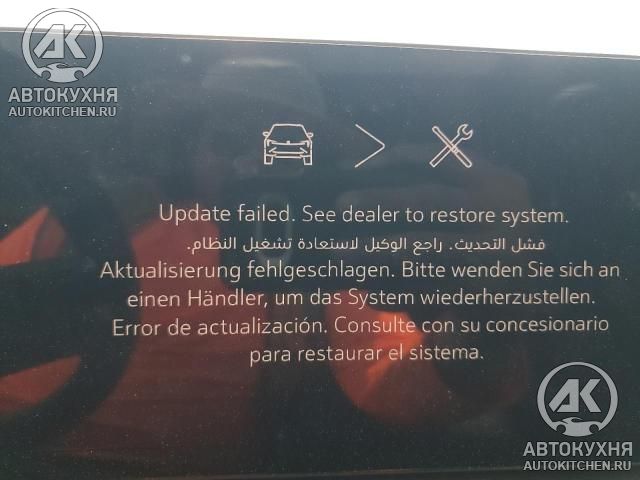 АК
АВТОКУХНЯ
AUTOKITCHEN.RU
Update failed. See dealer to restore system.
فشل التحديث. راجع الوكيل لاستعادة تشغيل النظام.
Aktualisierung fehlgeschlagen. Bitte wenden Sie sich an
einen Händler, um das System wiederherzustellen.
Error de actualización. Consulte con su concesionario
para restaurar el sistema.
АК
АВТОКУХНЯ
AUTOKITCHEN.RU